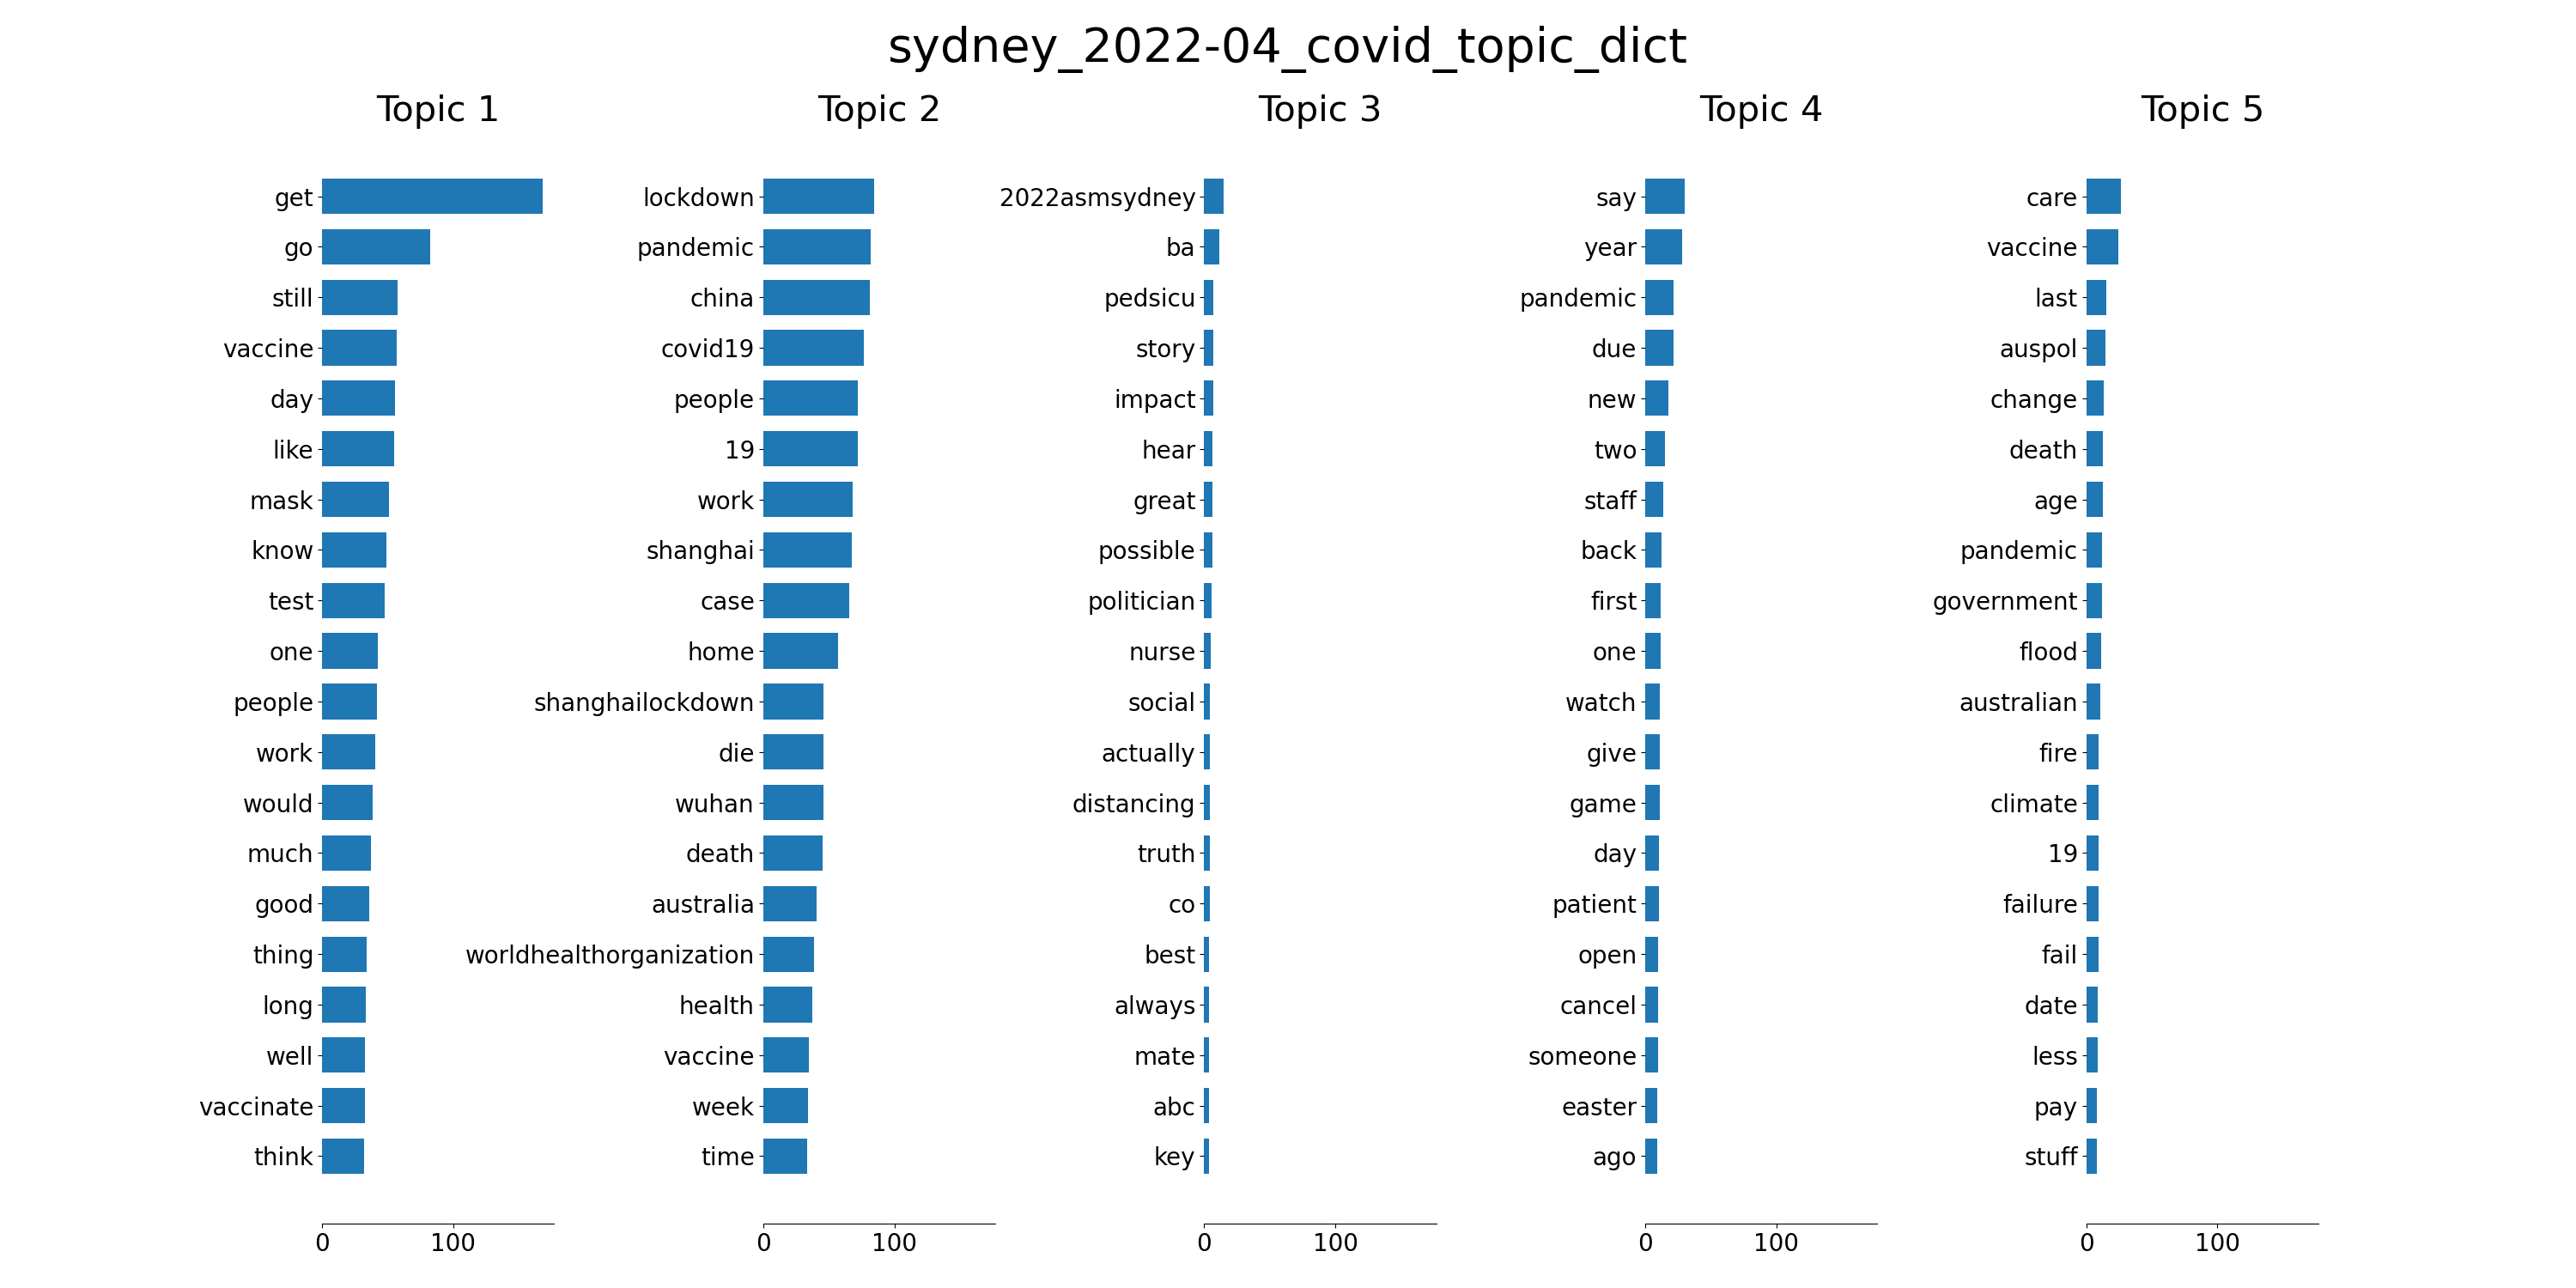 sydney_2022-04_covid_topic_dict
Topic 1
get
go
still
vaccine
day
like
mask
know
test
one
people
work
would
much
good
thing
long
well
vaccinate
think
0 100
Topic 2
lockdown
pandemic
china
covid19
people
19
work
shanghai
case
home
shanghailockdown
die
wuhan
death
australia
worldhealthorganization
health
vaccine
week
time
0 100
Topic 3
2022asmsydney
ba
pedsicu
story
impact
hear
great
possible
politician
nurse
social
actually
distancing
truth
co
best
always
mate
abc
key
0 100
Topic 4
say
year
pandemic
due
new
two
staff
back
first
one
watch
give
game
day
patient
open
cancel
someone
easter
ago
0 100
Topic 5
care
vaccine
last
auspol
change
death
age
pandemic
government
flood
australian
fire
climate
19
failure
fail
date
less
pay
stuff
0 100